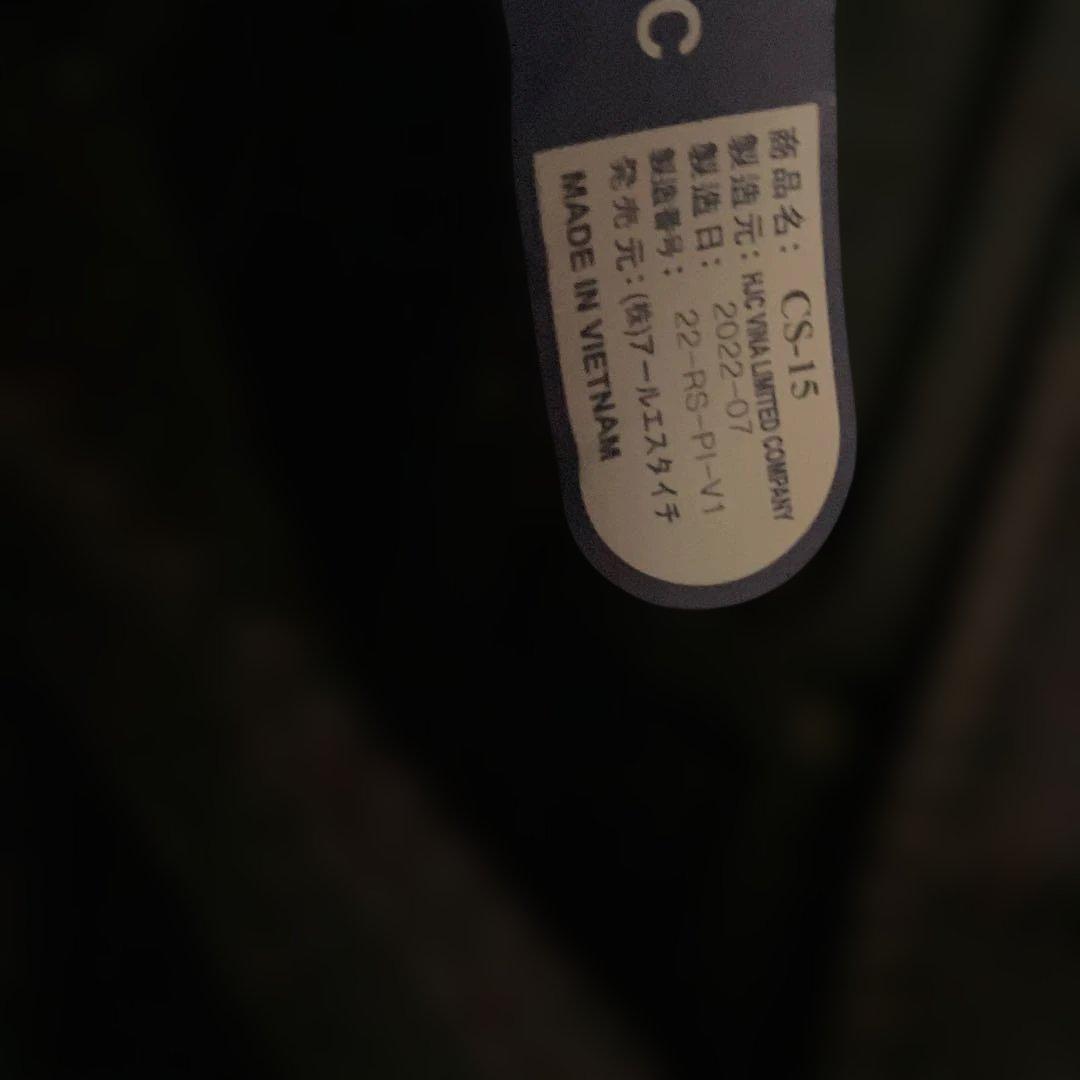 C
商品名: CS-15
製造元: HJC VINA LIMITED COMPANY
製造日: 2022-07
製造番号: 22-RS-PI-V1
発売元: (株)アールエスタイチ
MADE IN VIETNAM